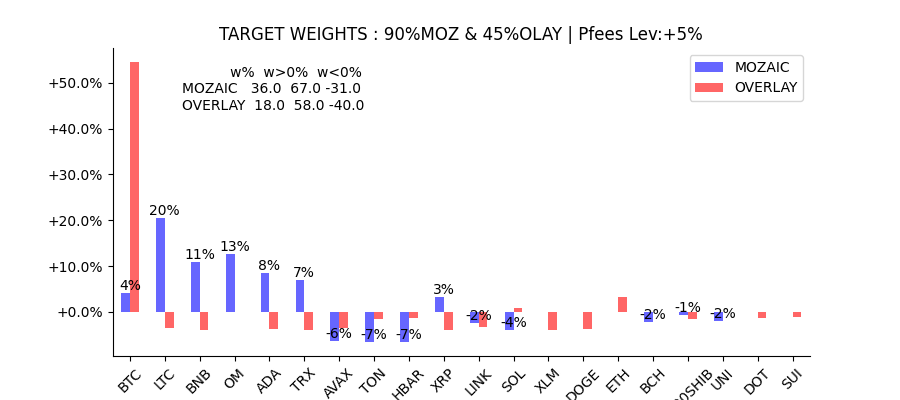 TARGET WEIGHTS : 90%MOZ & 45%OLAY | Pfees Lev:+5%
w% w>0% w<0%
MOZAIC 36.0 67.0 -31.0
OVERLAY 18.0 58.0 -40.0
MOZAIC
OVERLAY
+50.0%
+40.0%
+30.0%
+20.0%
+10.0%
+0.0%
4%
20%
11%
13%
8%
7%
-6%
-7%
-7%
3%
-2%
-4%
-2%
-1%
-2%
BTC
LTC
BNB
OM
ADA
TRX
AVAX
TON
HBAR
XRP
LINK
SOL
XLM
DOGE
ETH
BCH
0SHIB
UNI
DOT
SUI